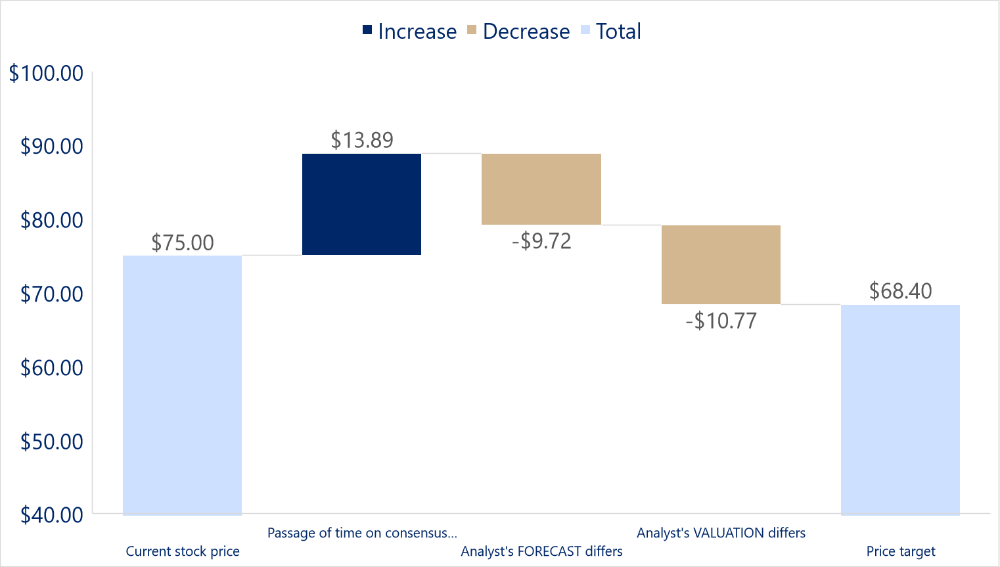 Increase Decrease Total
$100.00
$90.00
$80.00
$70.00
$60.00
$50.00
$40.00
$75.00
$13.89
-$9.72
-$10.77
$68.40
Current stock price
Passage of time on consensus...
Analyst's FORECAST differs
Analyst's VALUATION differs
Price target